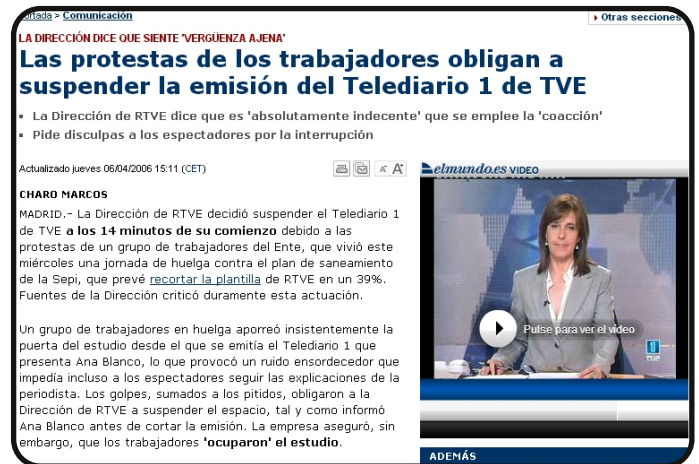 Portada > Comunicación
Otras secciones
LA DIRECCIÓN DICE QUE SIENTE 'VERGÜENZA AJENA'
Las protestas de los trabajadores obligan a
suspender la emisión del Telediario 1 de TVE
La Dirección de RTVE dice que es 'absolutamente indecente' que se emplee la 'coacción'
Pide disculpas a los espectadores por la interrupción
Actualizado jueves 06/04/2006 15:11 (CET)
A A
CHARO MARCOS
MADRID.- La Dirección de RTVE decidió suspender el Telediario 1
de TVE a los 14 minutos de su comienzo debido a las
protestas de un grupo de trabajadores del Ente, que vivió este
miércoles una jornada de huelga contra el plan de saneamiento
de la Sepi, que prevé recortar la plantilla de RTVE en un 39%.
Fuentes de la Dirección criticó duramente esta actuación.
Un grupo de trabajadores en huelga aporreó insistentemente la
puerta del estudio desde el que se emitía el Telediario 1 que
presenta Ana Blanco, lo que provocó un ruido ensordecedor que
impedía incluso a los espectadores seguir las explicaciones de la
periodista. Los golpes, sumados a los pitidos, obligaron a la
Dirección de RTVE a suspender el espacio, tal y como informó
Ana Blanco antes de cortar la emisión. La empresa aseguró, sin
embargo, que los trabajadores 'ocuparon' el estudio.
elmundo.es VIDEO
Pulse para ver el video
1
tve
ADEMÁS